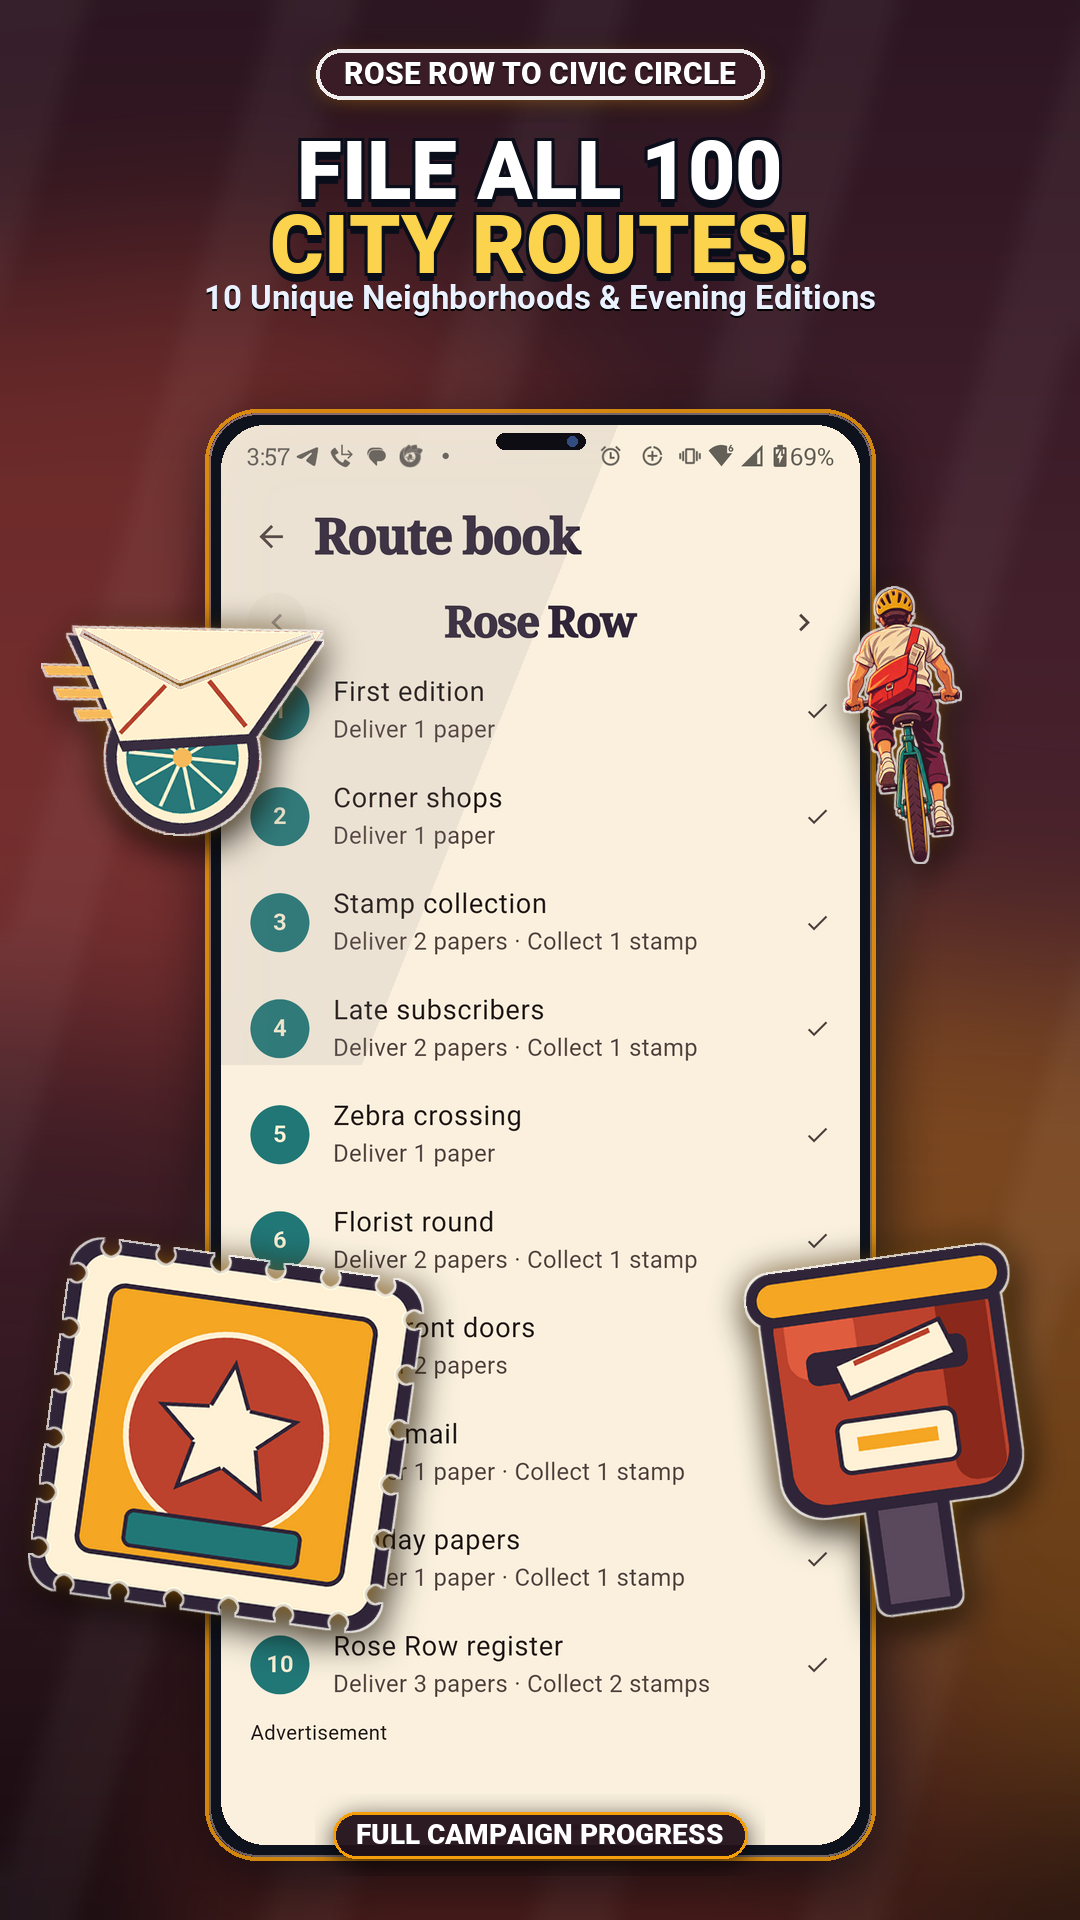 ROSE ROW TO CIVIC CIRCLE
FILE ALL 100
CITY ROUTES!
10 Unique Neighborhoods & Evening Editions
3:57
69%
Route book
Rose Row
First edition
Deliver 1 paper
2
Corner shops
Deliver 1 paper
3
Stamp collection
Deliver 2 papers · Collect 1 stamp
4
Late subscribers
Deliver 2 papers · Collect 1 stamp
5
Zebra crossing
Deliver 1 paper
6
Florist round
Deliver 2 papers · Collect 1 stamp
doors
2 papers
mail
1 paper · Collect 1 stamp
papers
1 paper · Collect 1 stamp
10
Rose Row register
Deliver 3 papers · Collect 2 stamps
Advertisement
FULL CAMPAIGN PROGRESS